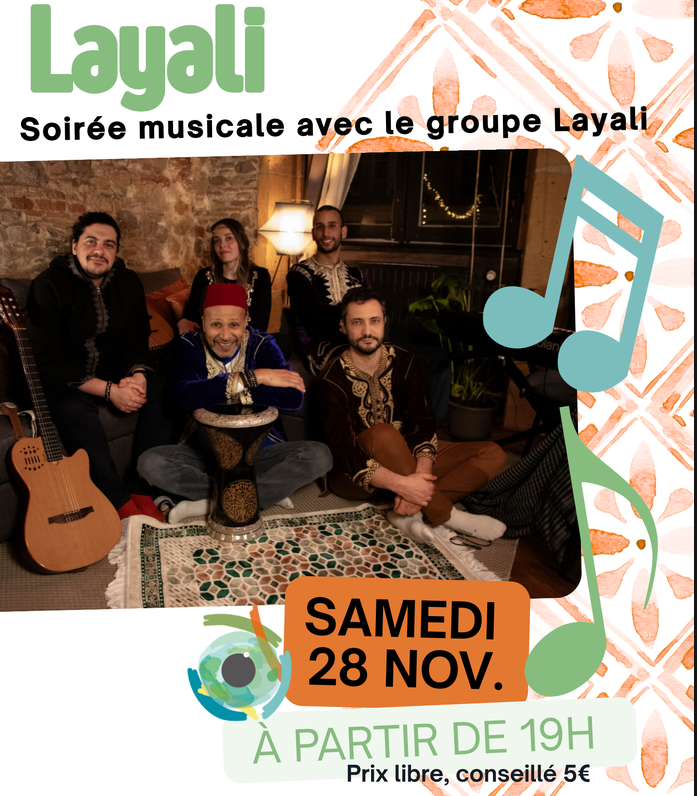 Layali
Soirée musicale avec le groupe Layali
SAMEDI
28 NOV.
À PARTIR DE 19H
Prix libre, conseillé 5€